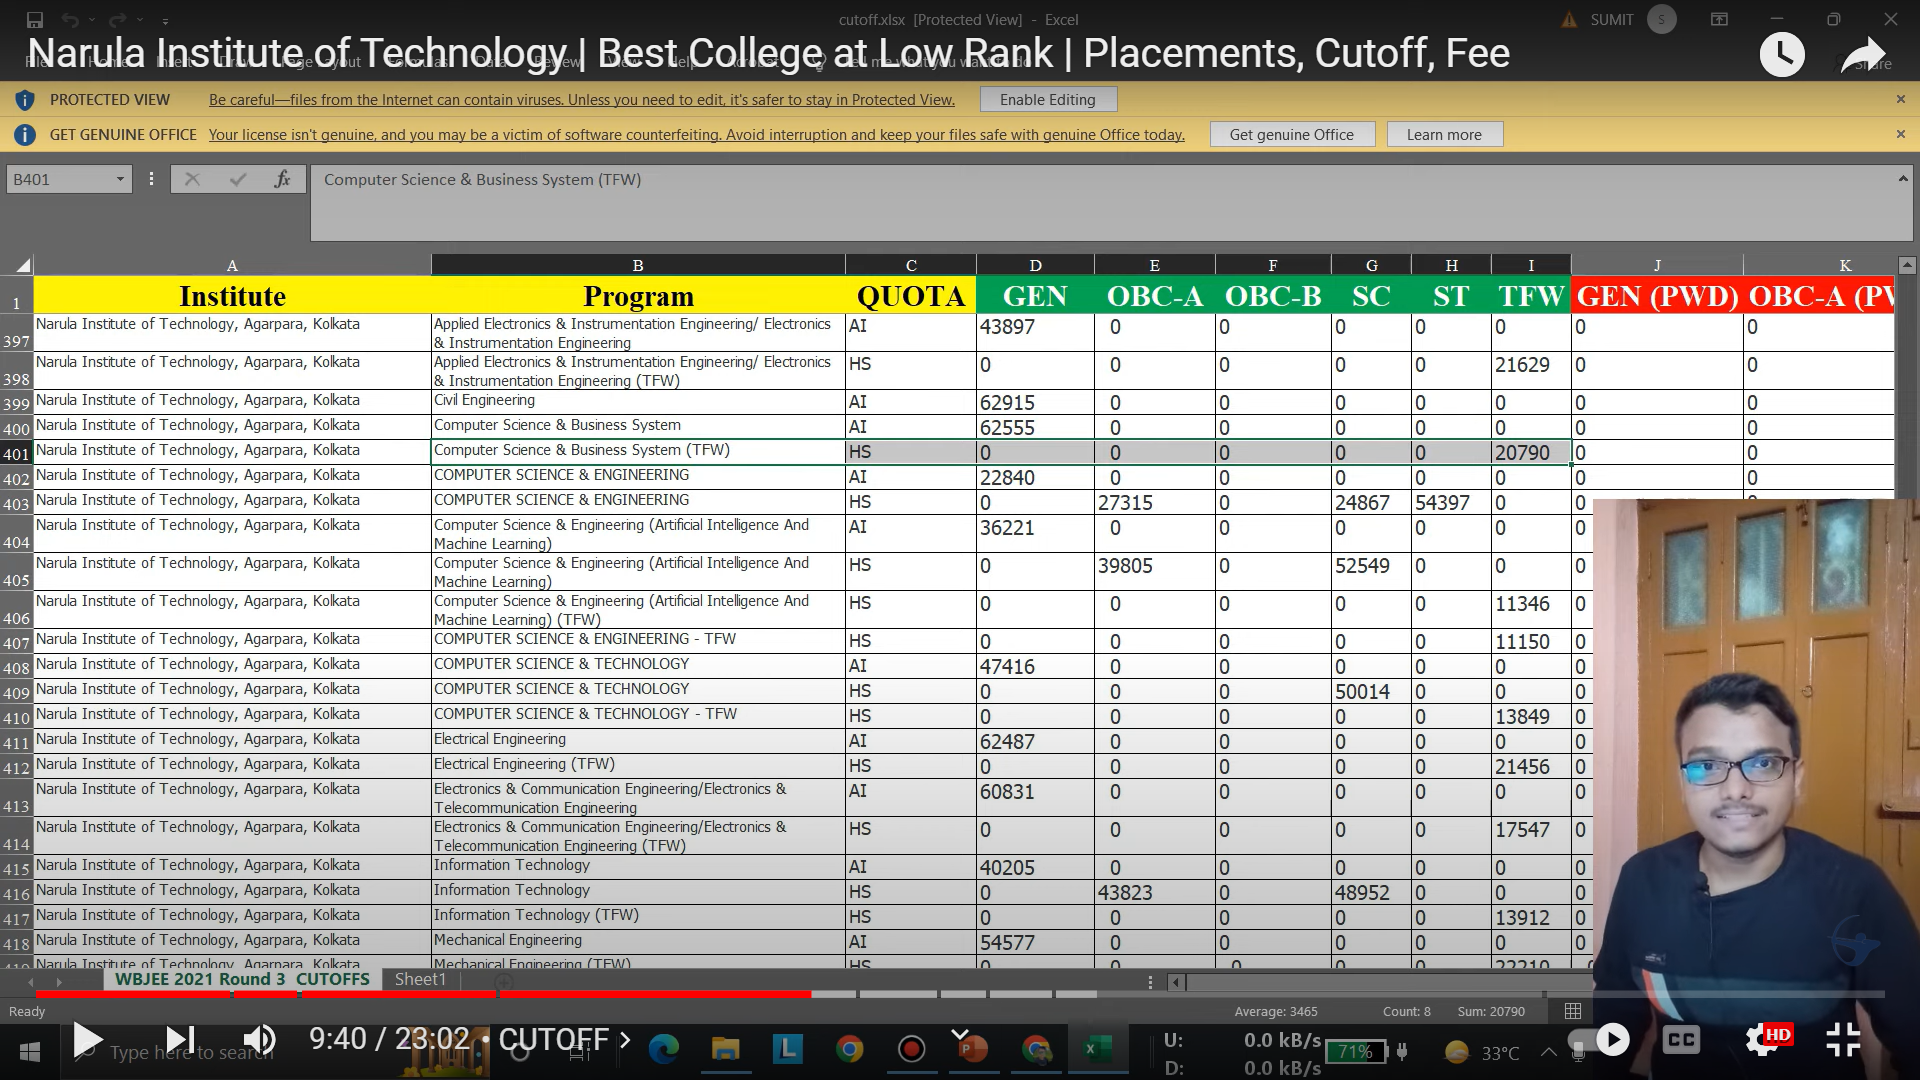 cutoff.xlsx [Protected View] - Excel
SUMIT S
Narula Institute of Technology | Best College at Low Rank | Placements, Cutoff, Fee
Share
PROTECTED VIEW Be careful—files from the Internet can contain viruses. Unless you need to edit, it's safer to stay in Protected View. Enable Editing
GET GENUINE OFFICE Your license isn't genuine, and you may be a victim of software counterfeiting. Avoid interruption and keep your files safe with genuine Office today. Get genuine Office Learn more
B401 fx Computer Science & Business System (TFW)
A B C D E F G H I J K
1 Institute Program QUOTA GEN OBC-A OBC-B SC ST TFW GEN (PWD) OBC-A (PW
397 Narula Institute of Technology, Agarpara, Kolkata Applied Electronics & Instrumentation Engineering/ Electronics AI 43897 0 0 0 0 0 0 0
& Instrumentation Engineering
398 Narula Institute of Technology, Agarpara, Kolkata Applied Electronics & Instrumentation Engineering/ Electronics HS 0 0 0 0 0 21629 0 0
& Instrumentation Engineering (TFW)
399 Narula Institute of Technology, Agarpara, Kolkata Civil Engineering AI 62915 0 0 0 0 0 0 0
400 Narula Institute of Technology, Agarpara, Kolkata Computer Science & Business System AI 62555 0 0 0 0 0 0 0
401 Narula Institute of Technology, Agarpara, Kolkata Computer Science & Business System (TFW) HS 0 0 0 0 0 20790 0 0
402 Narula Institute of Technology, Agarpara, Kolkata COMPUTER SCIENCE & ENGINEERING AI 22840 0 0 0 0 0 0 0
403 Narula Institute of Technology, Agarpara, Kolkata COMPUTER SCIENCE & ENGINEERING HS 0 27315 0 24867 54397 0 0
404 Narula Institute of Technology, Agarpara, Kolkata Computer Science & Engineering (Artificial Intelligence And AI 36221 0 0 0 0 0 0
Machine Learning)
405 Narula Institute of Technology, Agarpara, Kolkata Computer Science & Engineering (Artificial Intelligence And HS 0 39805 0 52549 0 0 0
Machine Learning)
406 Narula Institute of Technology, Agarpara, Kolkata Computer Science & Engineering (Artificial Intelligence And HS 0 0 0 0 0 11346 0
Machine Learning) (TFW)
407 Narula Institute of Technology, Agarpara, Kolkata COMPUTER SCIENCE & ENGINEERING - TFW HS 0 0 0 0 0 11150 0
408 Narula Institute of Technology, Agarpara, Kolkata COMPUTER SCIENCE & TECHNOLOGY AI 47416 0 0 0 0 0 0
409 Narula Institute of Technology, Agarpara, Kolkata COMPUTER SCIENCE & TECHNOLOGY HS 0 0 0 50014 0 0 0
410 Narula Institute of Technology, Agarpara, Kolkata COMPUTER SCIENCE & TECHNOLOGY - TFW HS 0 0 0 0 0 13849 0
411 Narula Institute of Technology, Agarpara, Kolkata Electrical Engineering AI 62487 0 0 0 0 0 0
412 Narula Institute of Technology, Agarpara, Kolkata Electrical Engineering (TFW) HS 0 0 0 0 0 21456 0
413 Narula Institute of Technology, Agarpara, Kolkata Electronics & Communication Engineering/Electronics & AI 60831 0 0 0 0 0 0
Telecommunication Engineering
414 Narula Institute of Technology, Agarpara, Kolkata Electronics & Communication Engineering/Electronics & HS 0 0 0 0 0 17547 0
Telecommunication Engineering (TFW)
415 Narula Institute of Technology, Agarpara, Kolkata Information Technology AI 40205 0 0 0 0 0 0
416 Narula Institute of Technology, Agarpara, Kolkata Information Technology HS 0 43823 0 48952 0 0 0
417 Narula Institute of Technology, Agarpara, Kolkata Information Technology (TFW) HS 0 0 0 0 0 13912 0
418 Narula Institute of Technology, Agarpara, Kolkata Mechanical Engineering AI 54577 0 0 0 0 0 0
Mechanical Engineering (TFW) HS 0 0 0 0 0 22210 0
WBJEE 2021 Round 3 CUTOFFS Sheet1
Ready Average: 3465 Count: 8 Sum: 20790
9:40 / 23:02 • CUTOFF
Type here to search
U: 0.0 kB/s
D: 0.0 kB/s
71% 33°C CC HD